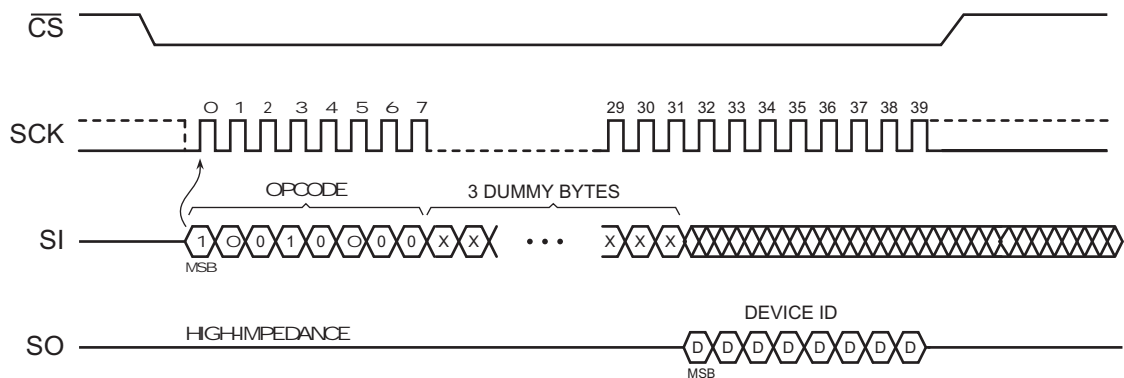 CS
0 1 2 3 4 5 6 7 29 30 31 32 33 34 35 36 37 38 39
SCK
OPCODE 3 DUMMY BYTES
SI 1 0 0 1 0 0 0 0 X X • • • X X X
MSB
DEVICE ID
HIGH-IMPEDANCE
SO D D D D D D D D
MSB